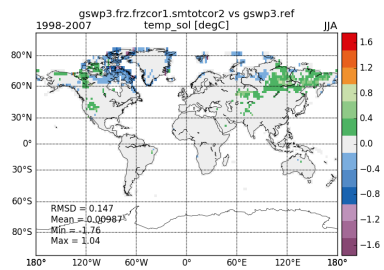 gswp3.frz.frzcor1.smtotcor2 vs gswp3.ref
1998-2007 temp_sol [degC] JJA
80°N
60°N
30°N
0°
30°S
60°S
80°S
RMSD = 0.147
Mean = 0.00987
Min = -1.76
Max = 1.04
180° 120°W 60°W 0° 60°E 120°E 180°
1.6
1.2
0.8
0.4
0.0
−0.4
−0.8
−1.2
−1.6